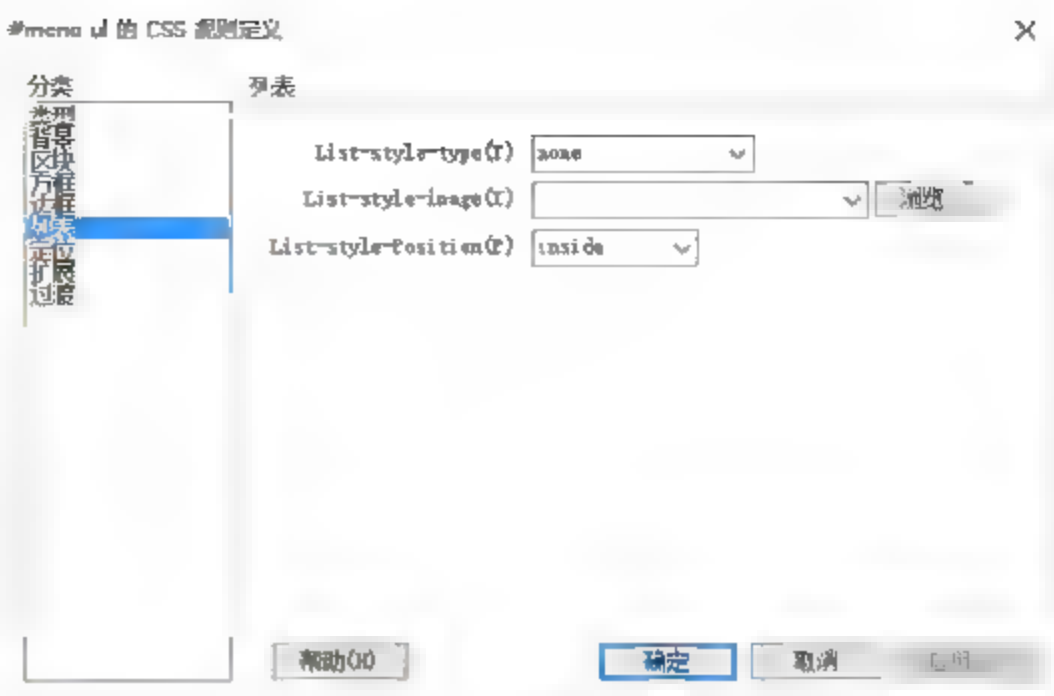 #menu ul 的 CSS 规则定义
分类
列表
类型
背景
区块
方框
边框
列表
定位
扩展
过渡
List-style-type(T)
none
List-style-image(I)
浏览
List-style-Position(P)
inside
帮助(H)
确定
取消